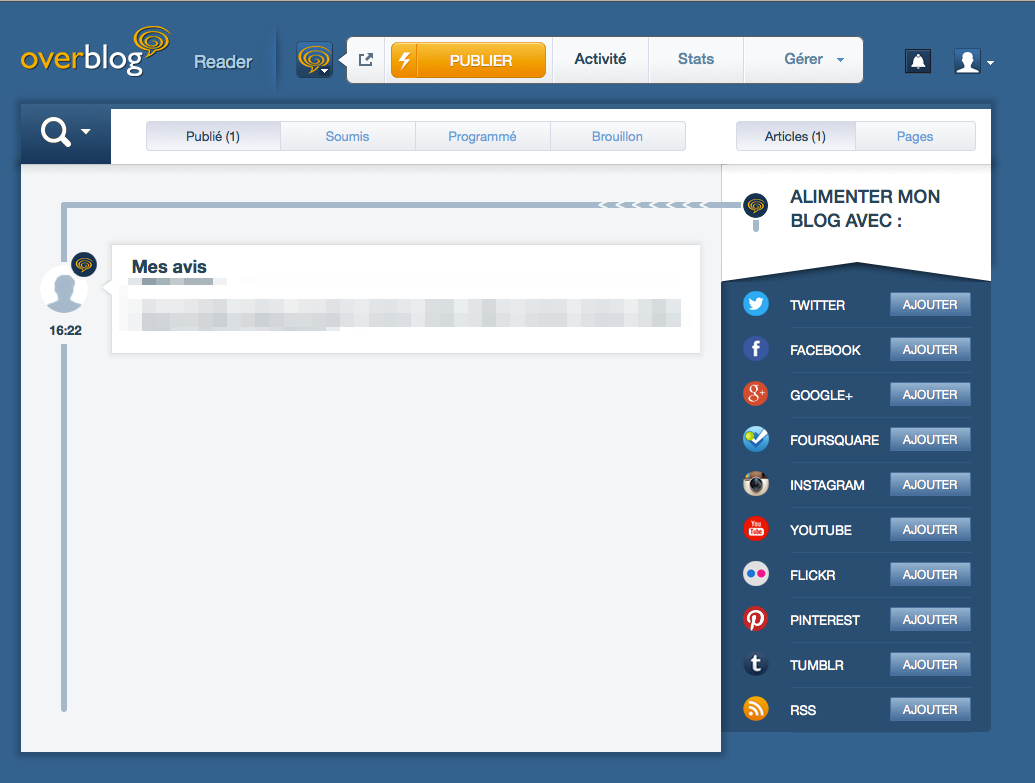 overblog
Reader
PUBLIER
Activité
Stats
Gérer
Publié (1)
Soumis
Programmé
Brouillon
Articles (1)
Pages
ALIMENTER MON
BLOG AVEC :
Mes avis
16:22
TWITTER AJOUTER
FACEBOOK AJOUTER
GOOGLE+ AJOUTER
FOURSQUARE AJOUTER
INSTAGRAM AJOUTER
You Tube YOUTUBE AJOUTER
FLICKR AJOUTER
PINTEREST AJOUTER
TUMBLR AJOUTER
RSS AJOUTER